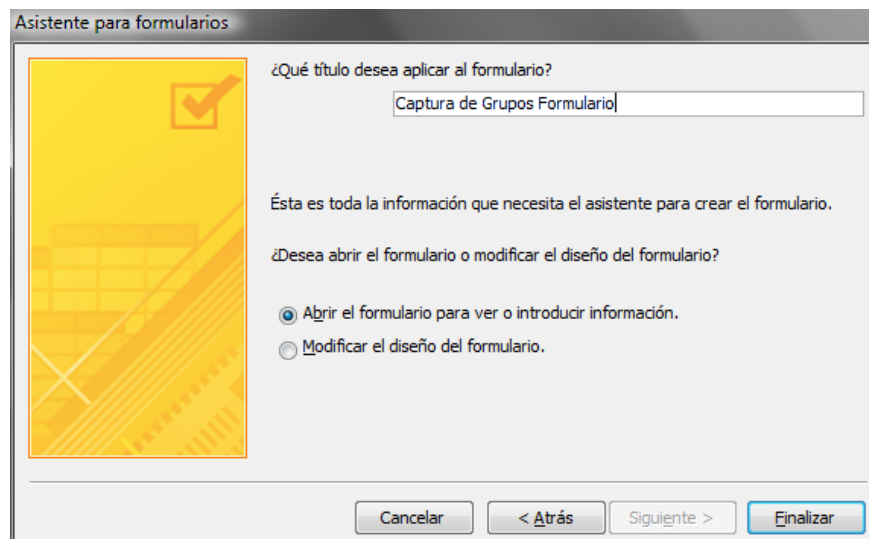 Asistente para formularios
¿Qué título desea aplicar al formulario?
Captura de Grupos Formulario
Ésta es toda la información que necesita el asistente para crear el formulario.
¿Desea abrir el formulario o modificar el diseño del formulario?
Abrir el formulario para ver o introducir información.
Modificar el diseño del formulario.
Cancelar
< Atrás
Siguiente >
Finalizar